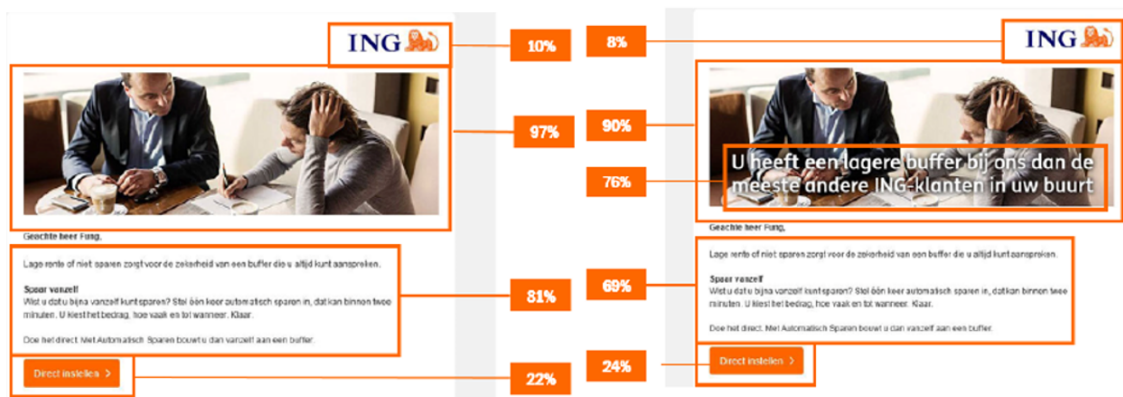 ING
10%
97%
Geachte heer Fung,
Lage rente of niet sparen zorgt voor de zekerheid van een buffer die u altijd kunt aanspreken.
Spaar vanzelf
Wist u dat u bijna vanzelf kunt sparen? Stel één keer automatisch sparen in, dat kan binnen twee
minuten. U kiest het bedrag, hoe vaak en tot wanneer. Klaar.
81%
Doe het direct. Met Automatisch Sparen bouwt u dan vanzelf aan een buffer.
Direct instellen >
22%
8%
ING
90%
76%
U heeft een lagere buffer bij ons dan de
meeste andere ING-klanten in uw buurt
Geachte heer Fung,
Lage rente of niet sparen zorgt voor de zekerheid van een buffer die u altijd kunt aanspreken.
69%
Spaar vanzelf
Wist u dat u bijna vanzelf kunt sparen? Stel één keer automatisch sparen in, dat kan binnen twee
minuten. U kiest het bedrag, hoe vaak en tot wanneer. Klaar.
Doe het direct. Met Automatisch Sparen bouwt u dan vanzelf aan een buffer.
24%
Direct instellen >